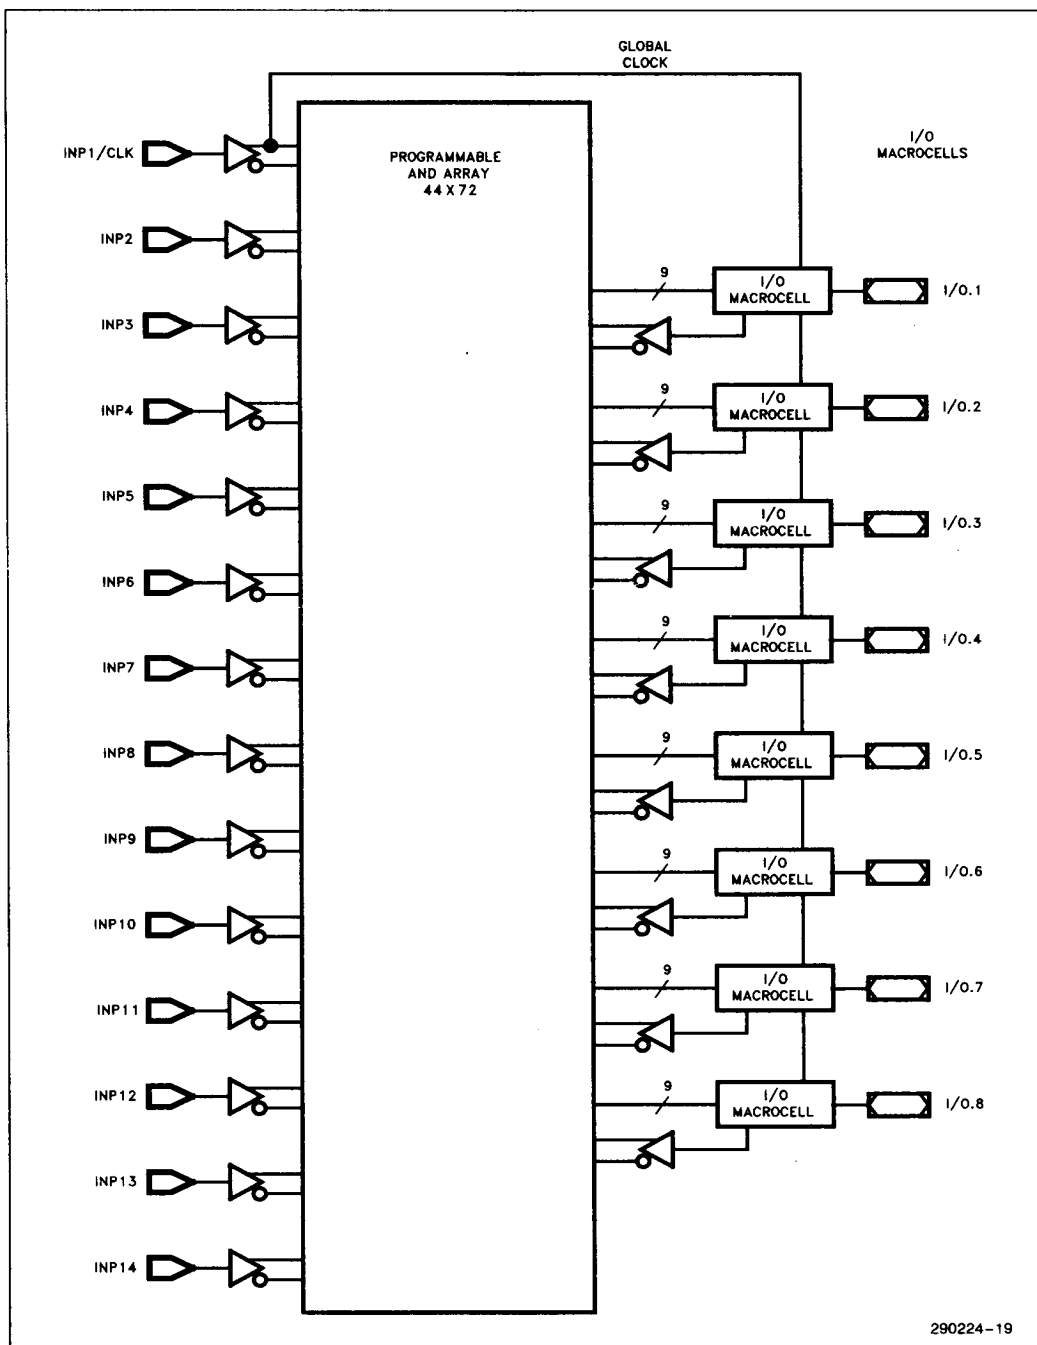 GLOBAL
CLOCK
INP1/CLK
PROGRAMMABLE
AND ARRAY
44X72
I/O
MACROCELLS
INP2
INP3
INP4
INP5
INP6
INP7
INP8
INP9
INP10
INP11
INP12
INP13
INP14
9
I/O
MACROCELL
I/O.1
9
I/O
MACROCELL
I/O.2
9
I/O
MACROCELL
I/O.3
9
I/O
MACROCELL
I/O.4
9
I/O
MACROCELL
I/O.5
9
I/O
MACROCELL
I/O.6
9
I/O
MACROCELL
I/O.7
9
I/O
MACROCELL
I/O.8
290224-19